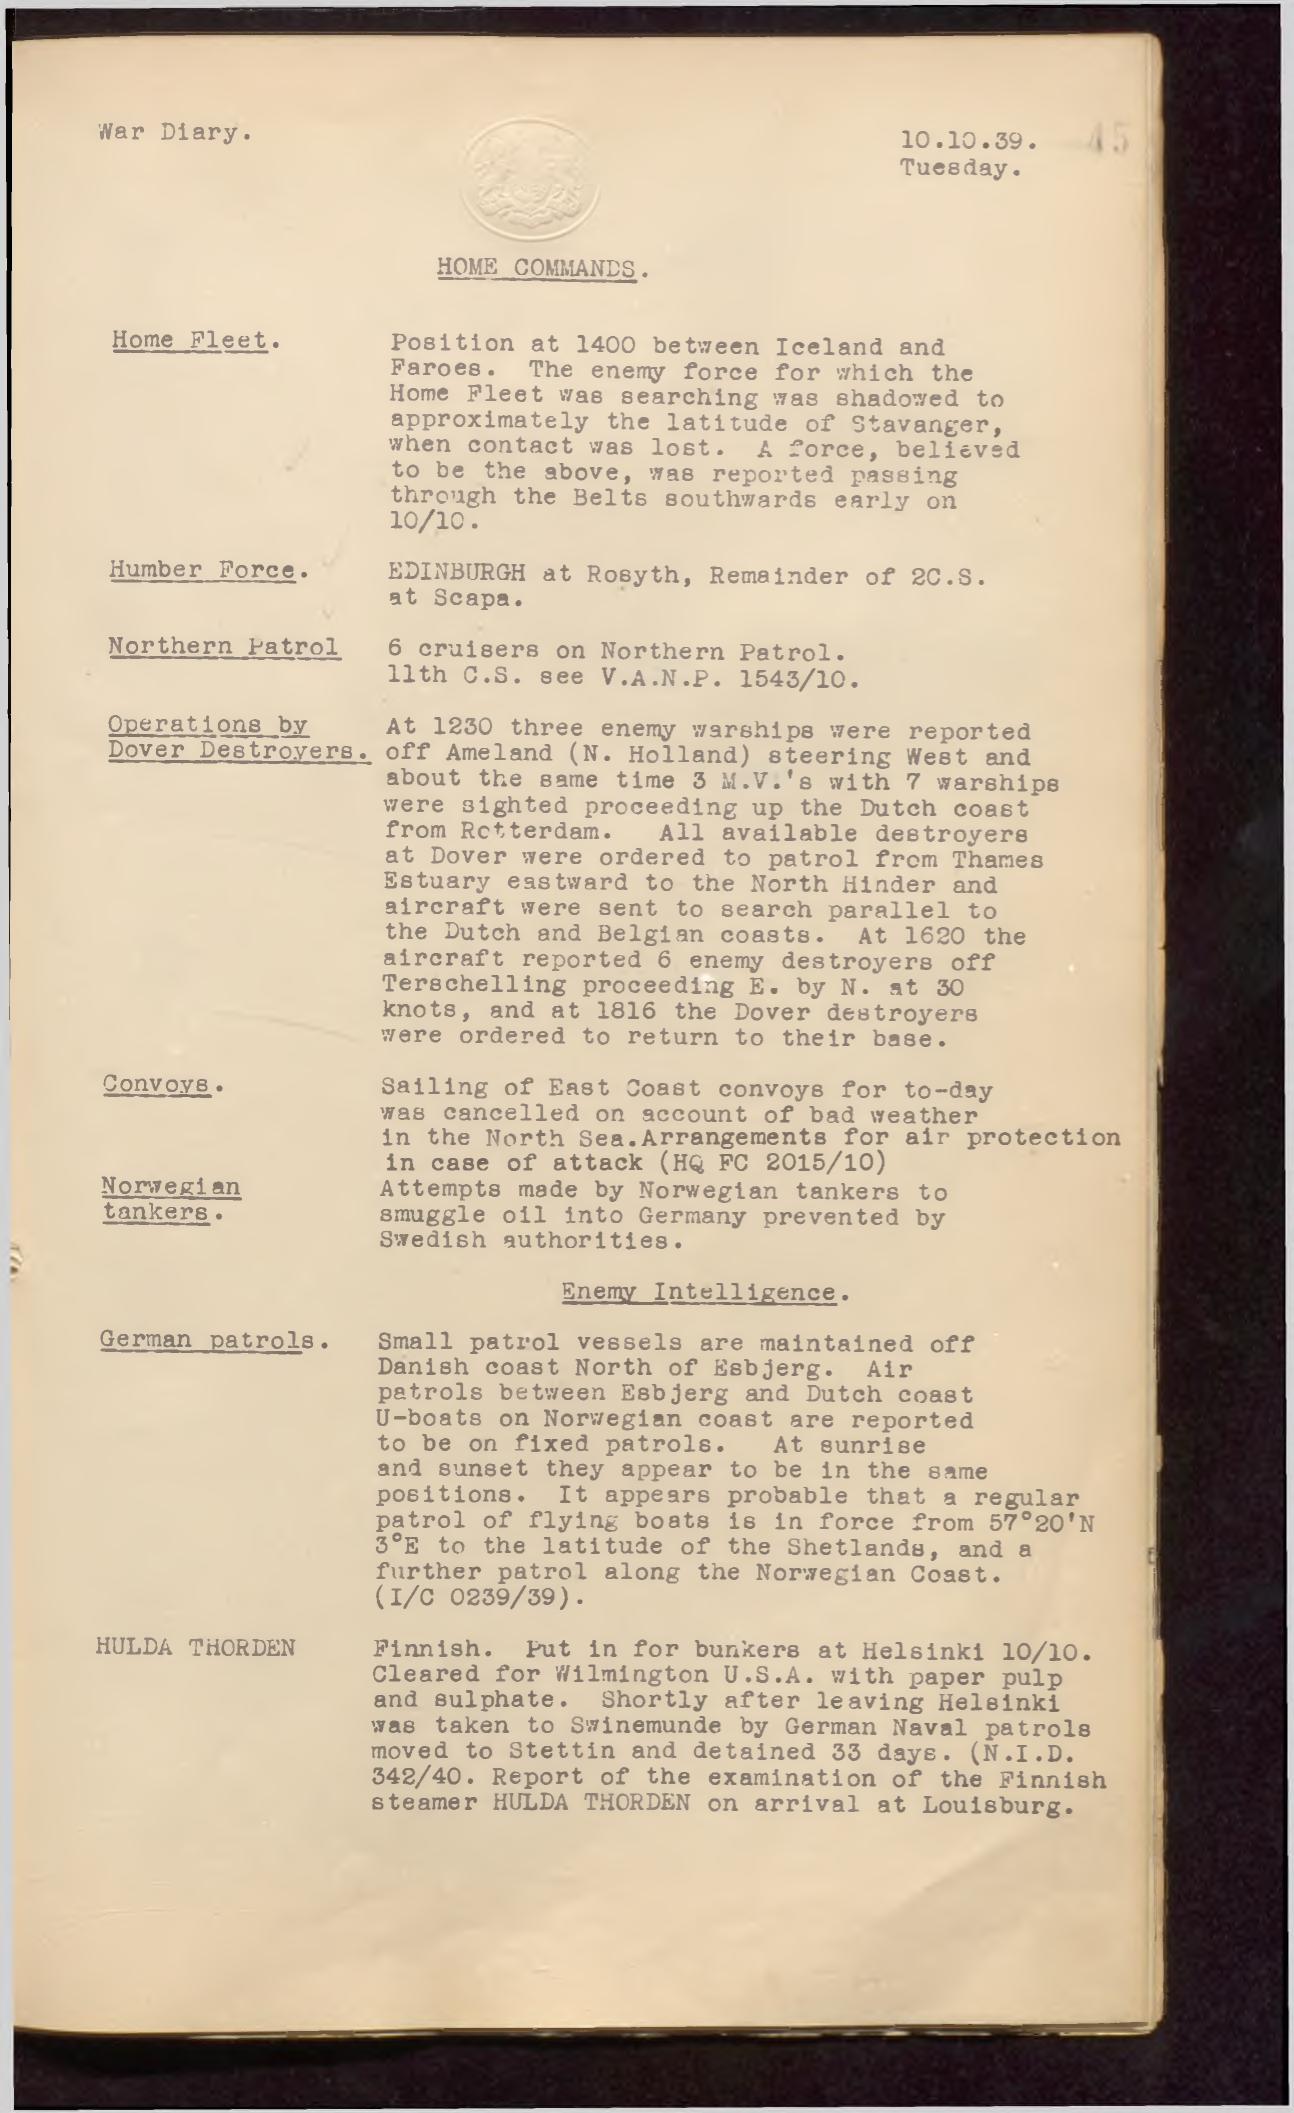 War Diary.
10.10.39.
45
Tuesday.
HOME COMMANDS.
Home Fleet.
Position at 1400 between Iceland and
Faroes. The enemy force for which the
Home Fleet was searching was shadowed to
approximately the latitude of Stavanger,
when contact was lost. A force, believed
to be the above, was reported passing
through the Belts southwards early on
10/10.
Humber Force.
EDINBURGH at Rosyth, Remainder of 2C.S.
at Scapa.
Northern Patrol
6 cruisers on Northern Patrol.
11th C.S. see V.A.N.P. 1543/10.
Operations by
Dover Destroyers.
At 1230 three enemy warships were reported
off Ameland (N. Holland) steering West and
about the same time 3 M.V.'s with 7 warships
were sighted proceeding up the Dutch coast
from Rotterdam. All available destroyers
at Dover were ordered to patrol from Thames
Estuary eastward to the North Hinder and
aircraft were sent to search parallel to
the Dutch and Belgian coasts. At 1620 the
aircraft reported 6 enemy destroyers off
Terschelling proceeding E. by N. at 30
knots, and at 1816 the Dover destroyers
were ordered to return to their base.
Convoys.
Sailing of East Coast convoys for to-day
was cancelled on account of bad weather
in the North Sea.Arrangements for air protection
in case of attack (HQ FC 2015/10)
Norwegian
tankers.
Attempts made by Norwegian tankers to
smuggle oil into Germany prevented by
Swedish authorities.
Enemy Intelligence.
German patrols.
Small patrol vessels are maintained off
Danish coast North of Esbjerg. Air
patrols between Esbjerg and Dutch coast
U-boats on Norwegian coast are reported
to be on fixed patrols. At sunrise
and sunset they appear to be in the same
positions. It appears probable that a regular
patrol of flying boats is in force from 57°20'N
3°E to the latitude of the Shetlands, and a
further patrol along the Norwegian Coast.
(I/C 0239/39).
HULDA THORDEN
Finnish. Put in for bunkers at Helsinki 10/10.
Cleared for Wilmington U.S.A. with paper pulp
and sulphate. Shortly after leaving Helsinki
was taken to Swinemunde by German Naval patrols
moved to Stettin and detained 33 days. (N.I.D.
342/40. Report of the examination of the Finnish
steamer HULDA THORDEN on arrival at Louisburg.